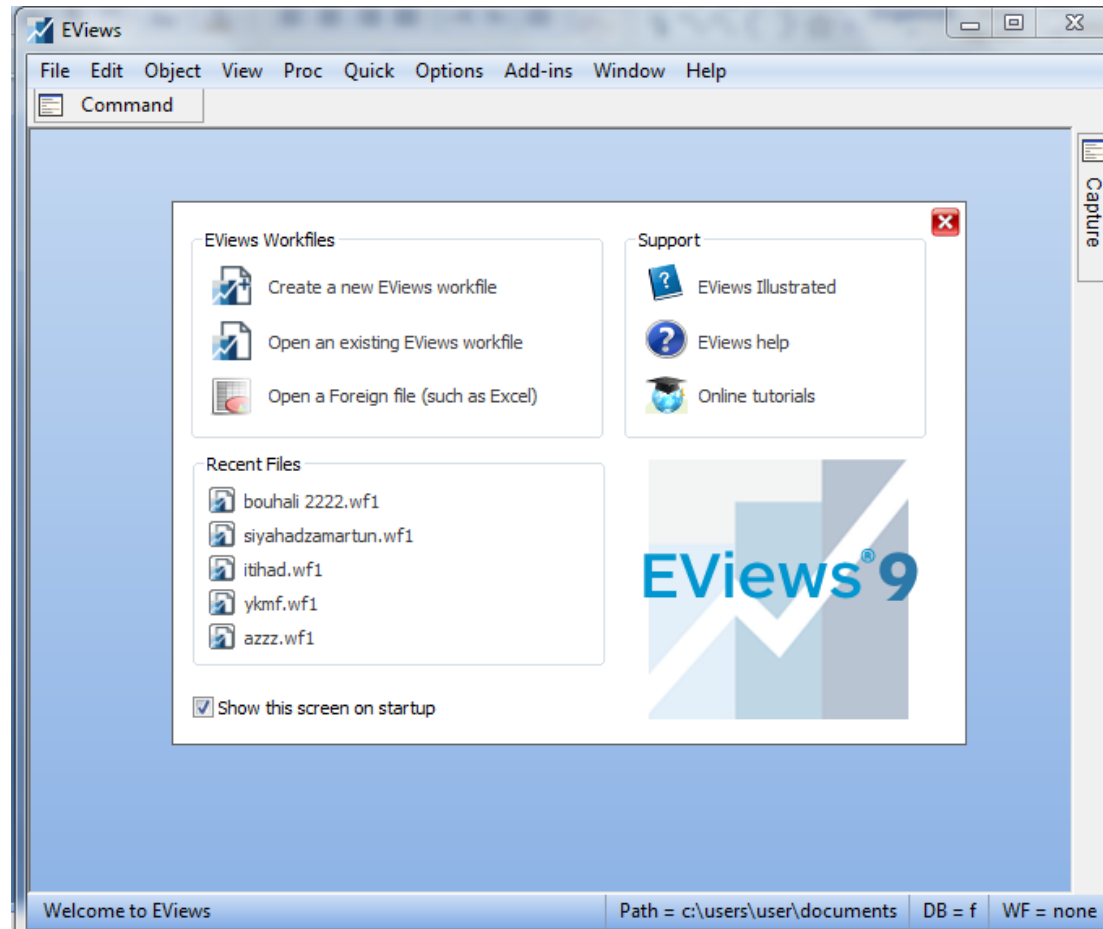 EViews
File Edit Object View Proc Quick Options Add-ins Window Help
Command
Capture
EViews Workfiles
Create a new EViews workfile
Open an existing EViews workfile
Open a Foreign file (such as Excel)
Support
EViews Illustrated
EViews help
Online tutorials
Recent Files
bouhali 2222.wf1
siyahadzamartun.wf1
itihad.wf1
ykmf.wf1
azzz.wf1
EViews®9
Show this screen on startup
Welcome to EViews Path = c:\users\user\documents DB = f WF = none